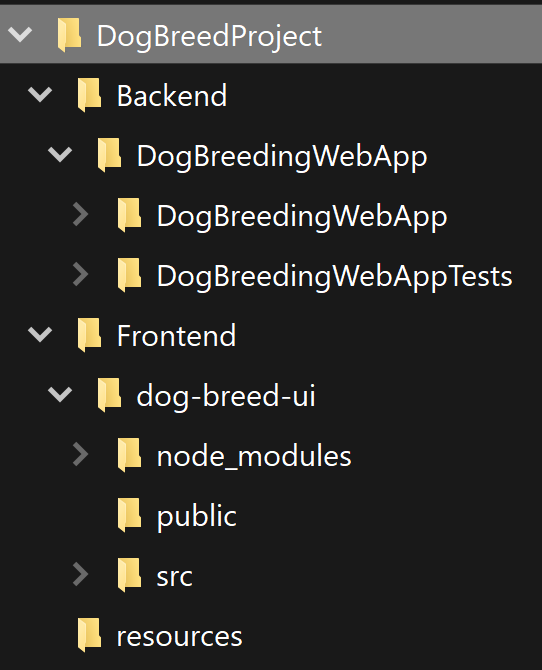 DogBreedProject
Backend
DogBreedingWebApp
DogBreedingWebApp
DogBreedingWebAppTests
Frontend
dog-breed-ui
node_modules
public
src
resources